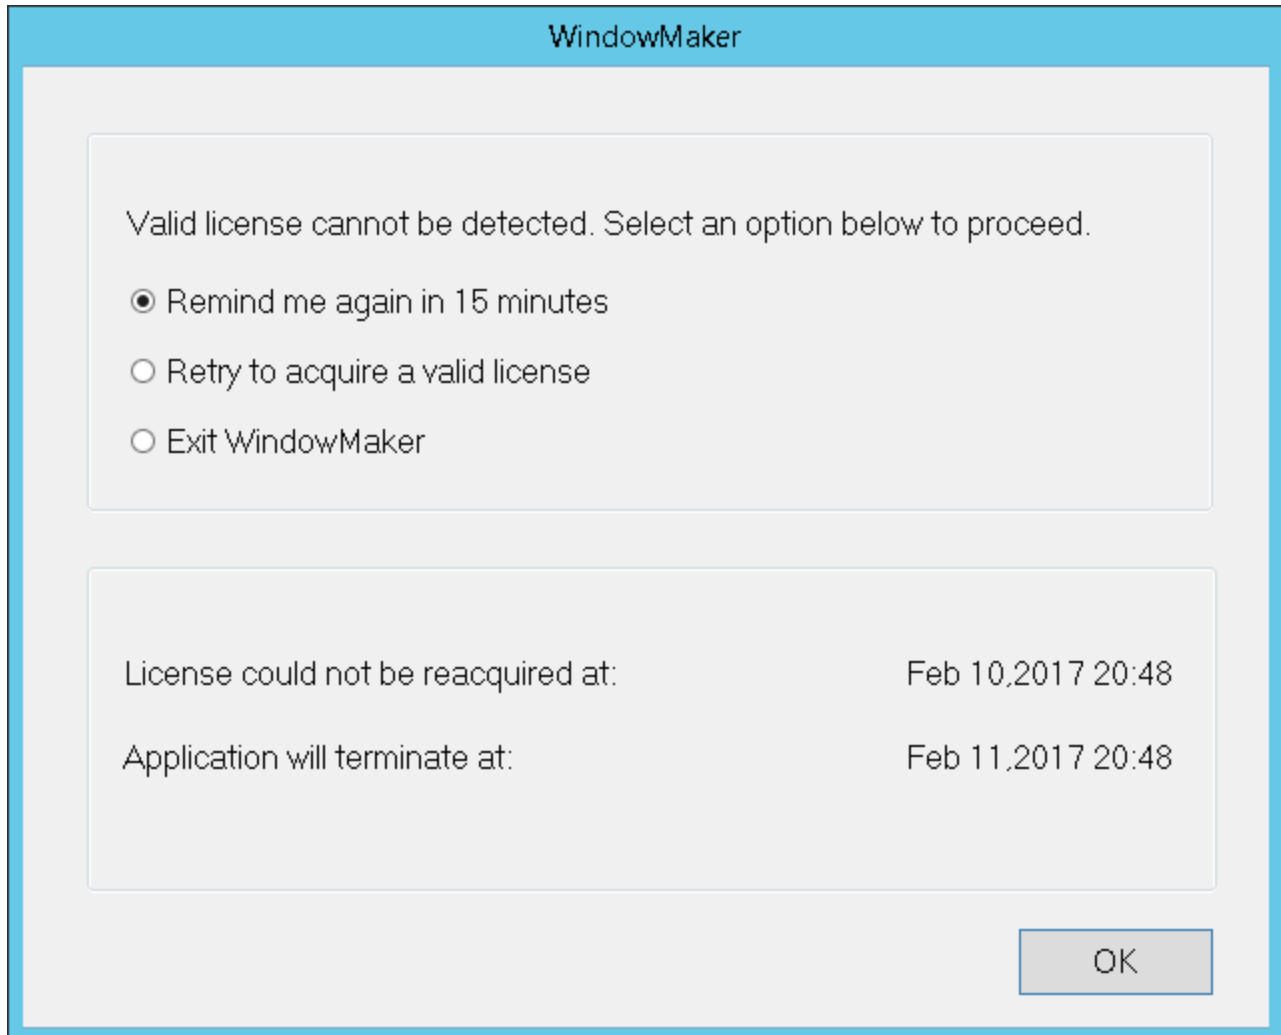 WindowMaker
Valid license cannot be detected. Select an option below to proceed.
Remind me again in 15 minutes
Retry to acquire a valid license
Exit WindowMaker
License could not be reacquired at: Feb 10,2017 20:48
Application will terminate at: Feb 11,2017 20:48
OK